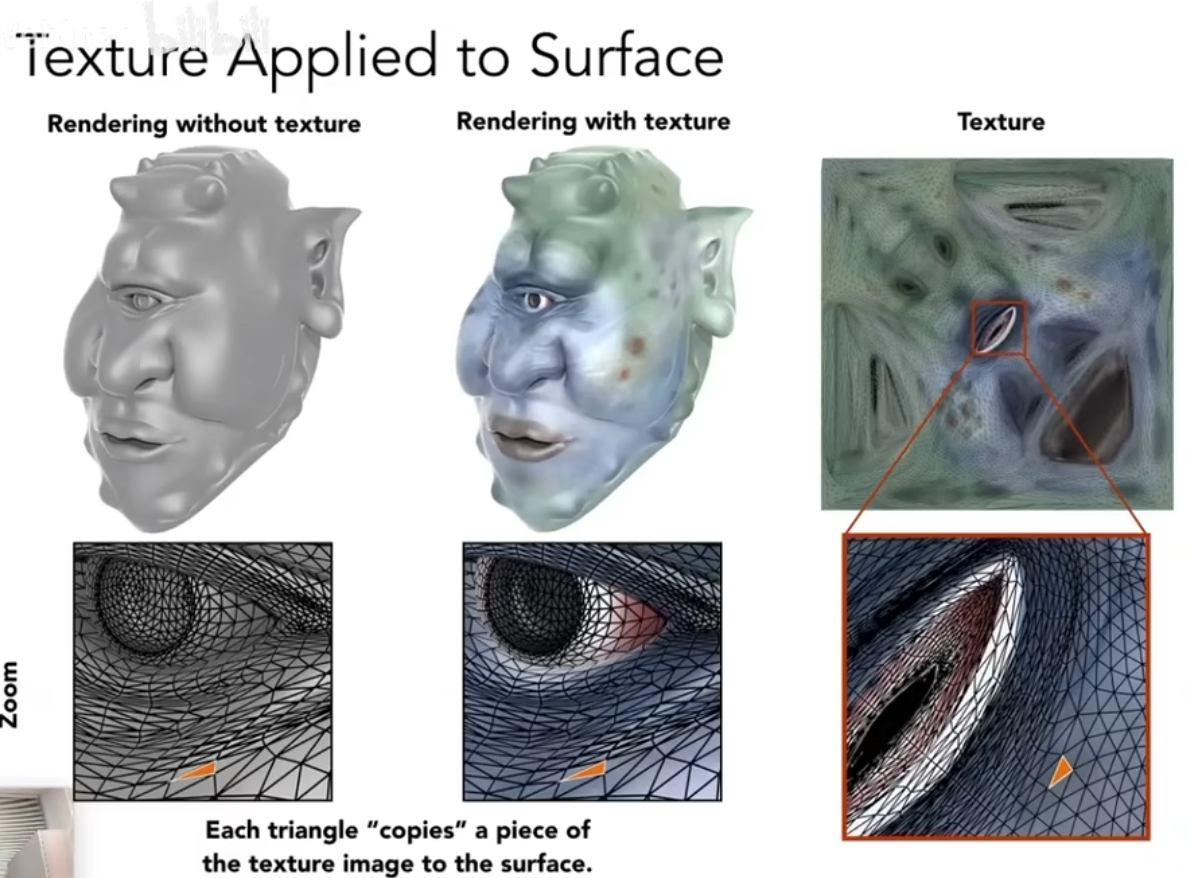 Texture Applied to Surface
Rendering without texture
Rendering with texture
Texture
Zoom
Each triangle “copies” a piece of
the texture image to the surface.
bilibili